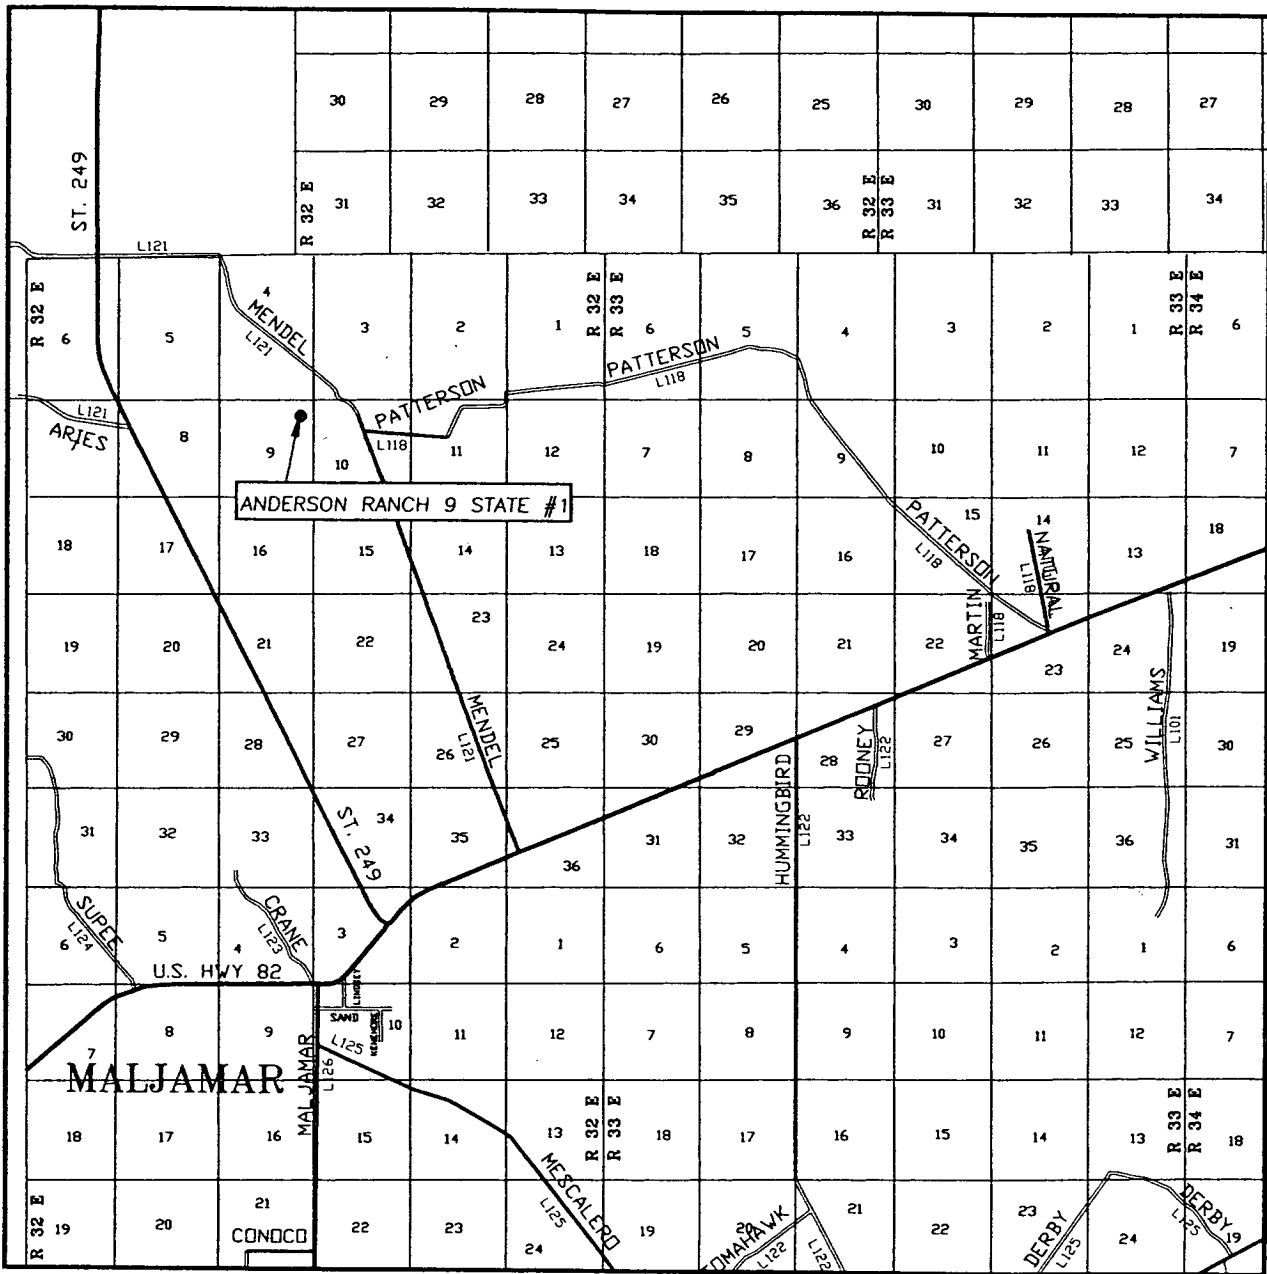 30 29 28 27 26 25 30 29 28 27
ST. 249
R 32 E
31 32 33 34 35 36
R 32 E
R 33 E
31 32 33 34
L121
R 32 E
6 5 4
MENDEL
L121
3 2 1
R 32 E
R 33 E
6 5 4 3 2 1
R 33 E
R 34 E
6
PATTERSON
L118
PATTERSON
L118
L121
ARIES
7 8 9 10 11 12 7 8 9 10 11 12 7
ANDERSON RANCH 9 STATE #1
18 17 16 15 14 13 18 17 16 15 14 13 18
PATTERSON
L118
NATURAL
L118
MARTIN
L118
19 20 21 22 23 24 19 20 21 22 23 24 19
MENDEL
L121
WILLIAMS
L101
30 29 28 27 26 25 30 29 28 27 26 25 30
ROONEY
L122
HUMMINGBIRD
L122
31 32 33 34 35 36 31 32 33 34 35 36 31
ST. 249
SUPEE
L124
CRANE
L123
6 5 4 3 2 1 6 5 4 3 2 1 6
U.S. HWY 82
LINDSEY
SAND
KENEMORE
7 8 9 10 11 12 7 8 9 10 11 12 7
L125
MALJAMAR
MALJAMAR
L126
R 32 E
R 33 E
R 33 E
R 34 E
18 17 16 15 14 13 18 17 16 15 14 13 18
MESCALERO
L125
R 32 E
19 20 21 22 23 24 19 20 21 22 23 24 19
CONOCO
TOMAHAWK
L122
L122
DERBY
L125
DERBY
L125